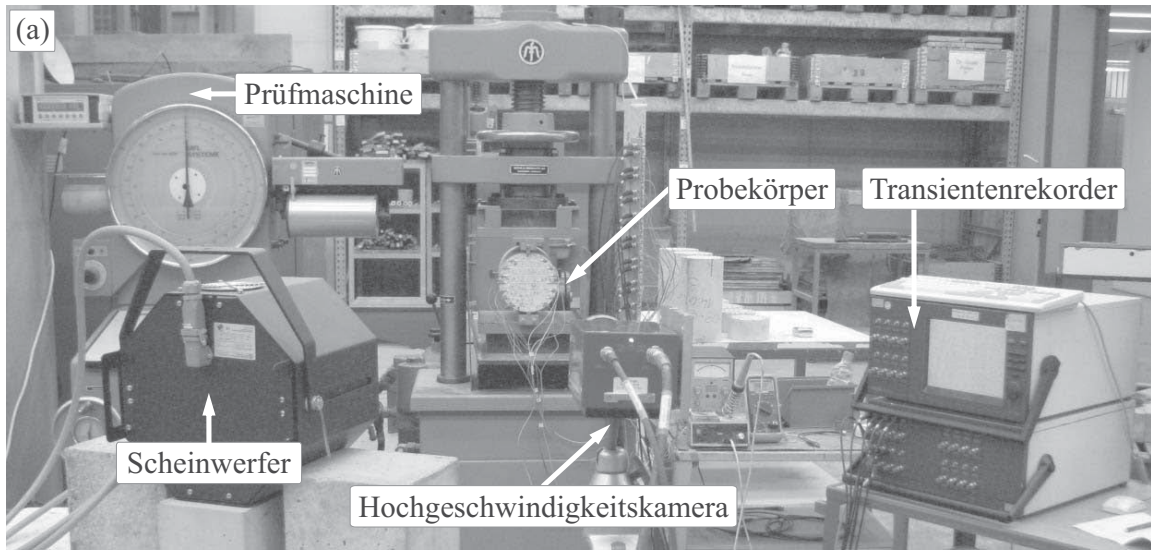 (a)
Prüfmaschine
Probekörper
Transientenrekorder
Scheinwerfer
Hochgeschwindigkeitskamera